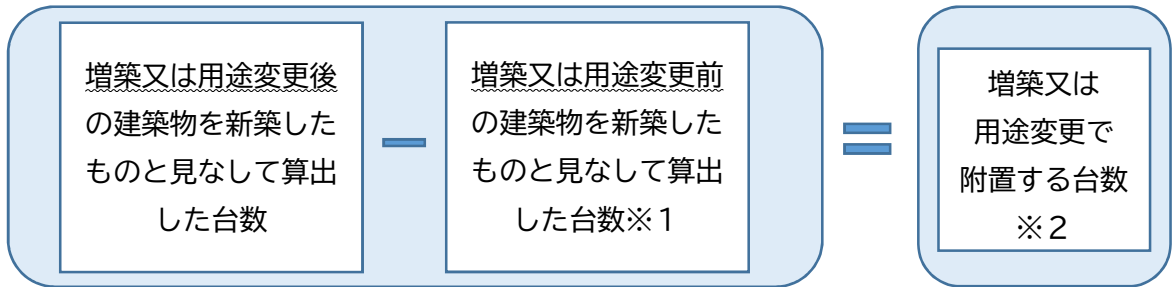 増築又は用途変更後
の建築物を新築した
ものと見なして算出
した台数
増築又は用途変更前
の建築物を新築した
ものと見なして算出
した台数※1
増築又は
用途変更で
附置する台数
※2